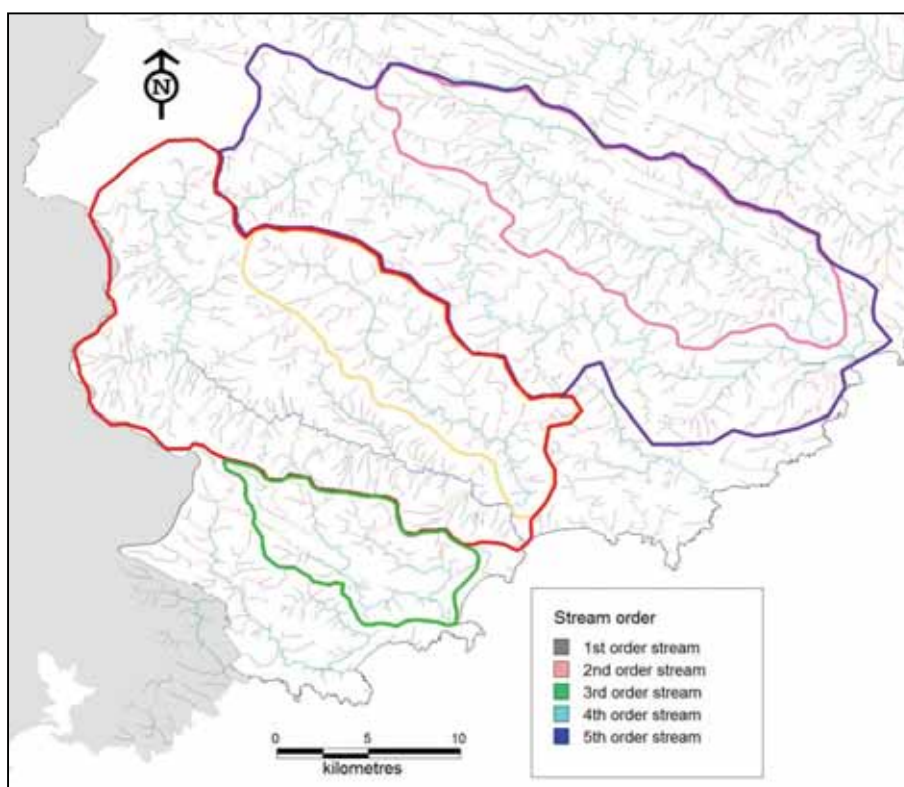 N
Stream order
1st order stream
2nd order stream
3rd order stream
4th order stream
5th order stream
0 5 10
kilometres